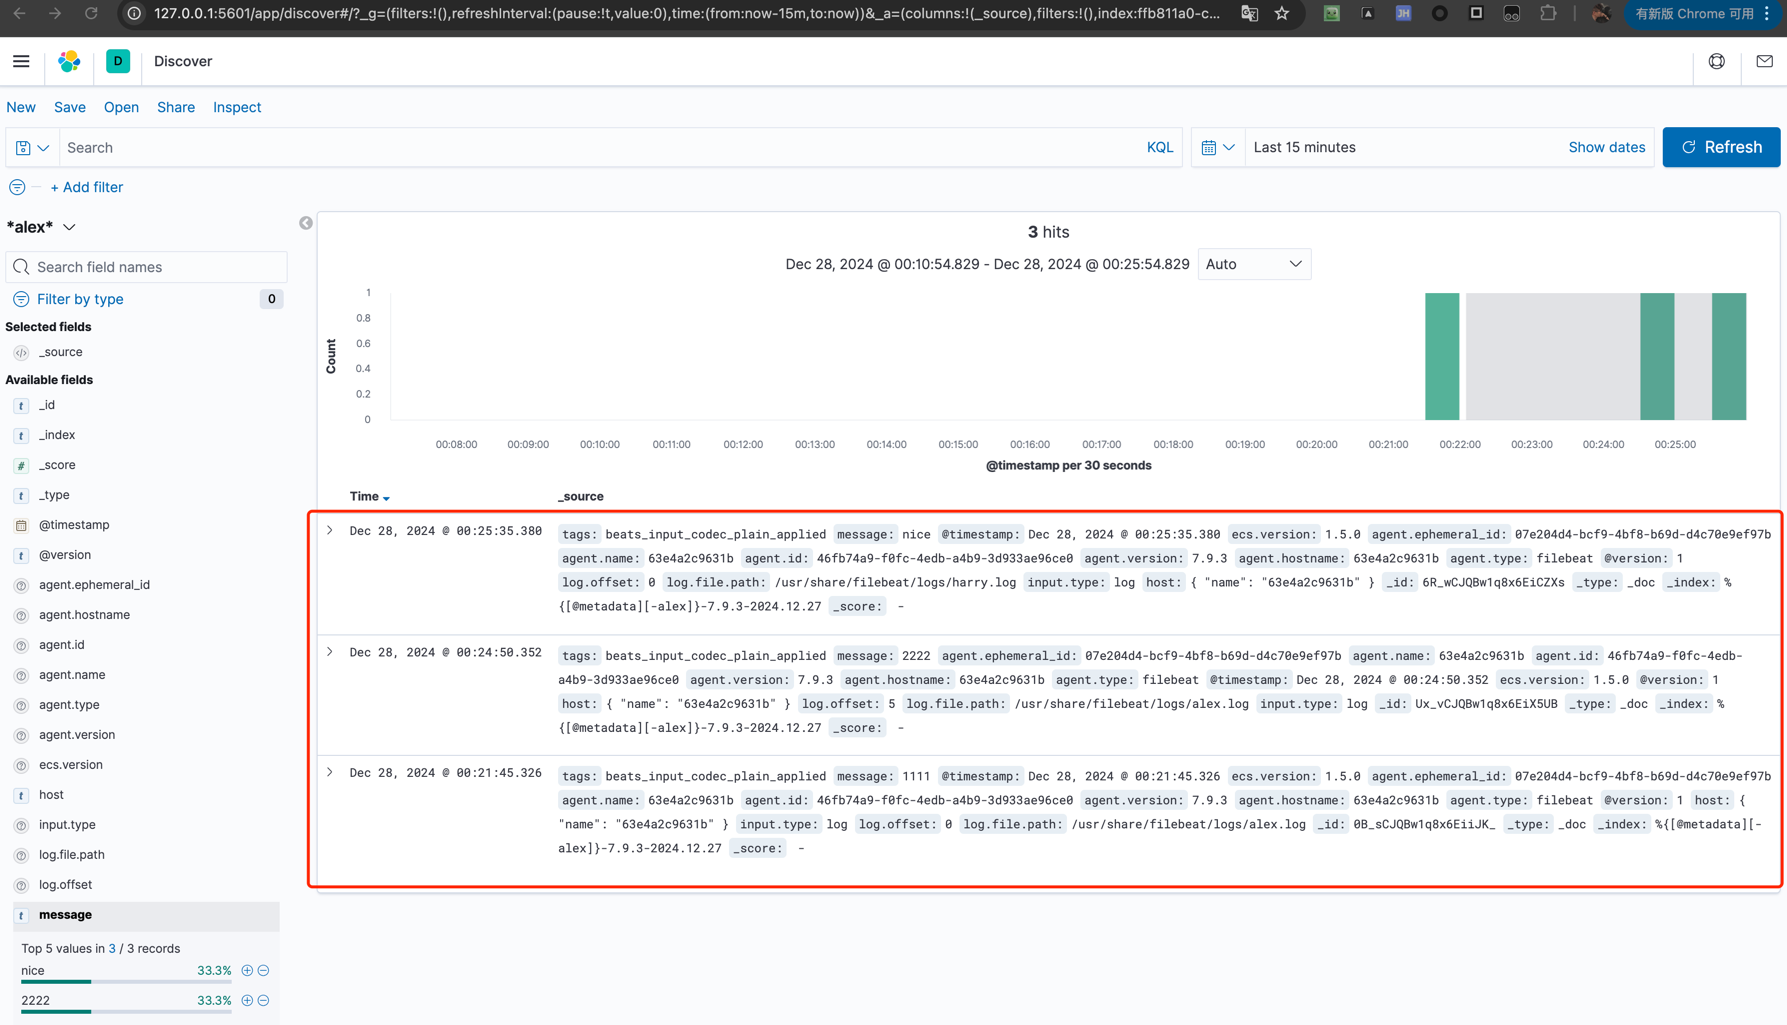 127.0.0.1:5601/app/discover#/?_g=(filters:!(),refreshInterval:(pause:!t,value:0),time:(from:now-15m,to:now))&_a=(columns:!(_source),filters:!(),index:ffb811a0-c...
JH
有新版 Chrome 可用
D
Discover
New Save Open Share Inspect
Search
KQL
Last 15 minutes
Show dates
Refresh
+ Add filter
*alex*
Search field names
Filter by type
0
Selected fields
_source
Available fields
t _id
t _index
# _score
t _type
@timestamp
t @version
agent.ephemeral_id
agent.hostname
agent.id
agent.name
agent.type
agent.version
ecs.version
t host
input.type
log.file.path
log.offset
t message
Top 5 values in 3 / 3 records
nice 33.3%
2222 33.3%
3 hits
Dec 28, 2024 @ 00:10:54.829 - Dec 28, 2024 @ 00:25:54.829 Auto
Count
1
0.8
0.6
0.4
0.2
0
00:08:00 00:09:00 00:10:00 00:11:00 00:12:00 00:13:00 00:14:00 00:15:00 00:16:00 00:17:00 00:18:00 00:19:00 00:20:00 00:21:00 00:22:00 00:23:00 00:24:00 00:25:00
@timestamp per 30 seconds
Time _source
Dec 28, 2024 @ 00:25:35.380 tags: beats_input_codec_plain_applied message: nice @timestamp: Dec 28, 2024 @ 00:25:35.380 ecs.version: 1.5.0 agent.ephemeral_id: 07e204d4-bcf9-4bf8-b69d-d4c70e9ef97b
agent.name: 63e4a2c9631b agent.id: 46fb74a9-f0fc-4edb-a4b9-3d933ae96ce0 agent.version: 7.9.3 agent.hostname: 63e4a2c9631b agent.type: filebeat @version: 1
log.offset: 0 log.file.path: /usr/share/filebeat/logs/harry.log input.type: log host: { "name": "63e4a2c9631b" } _id: 6R_wCJQBw1q8x6EiCZXs _type: _doc _index: %
{[@metadata][-alex]}-7.9.3-2024.12.27 _score: -
Dec 28, 2024 @ 00:24:50.352 tags: beats_input_codec_plain_applied message: 2222 agent.ephemeral_id: 07e204d4-bcf9-4bf8-b69d-d4c70e9ef97b agent.name: 63e4a2c9631b agent.id: 46fb74a9-f0fc-4edb-
a4b9-3d933ae96ce0 agent.version: 7.9.3 agent.hostname: 63e4a2c9631b agent.type: filebeat @timestamp: Dec 28, 2024 @ 00:24:50.352 ecs.version: 1.5.0 @version: 1
host: { "name": "63e4a2c9631b" } log.offset: 5 log.file.path: /usr/share/filebeat/logs/alex.log input.type: log _id: Ux_vCJQBw1q8x6EiX5UB _type: _doc _index: %
{[@metadata][-alex]}-7.9.3-2024.12.27 _score: -
Dec 28, 2024 @ 00:21:45.326 tags: beats_input_codec_plain_applied message: 1111 @timestamp: Dec 28, 2024 @ 00:21:45.326 ecs.version: 1.5.0 agent.ephemeral_id: 07e204d4-bcf9-4bf8-b69d-d4c70e9ef97b
agent.name: 63e4a2c9631b agent.id: 46fb74a9-f0fc-4edb-a4b9-3d933ae96ce0 agent.version: 7.9.3 agent.hostname: 63e4a2c9631b agent.type: filebeat @version: 1 host: {
"name": "63e4a2c9631b" } input.type: log log.offset: 0 log.file.path: /usr/share/filebeat/logs/alex.log _id: 0B_sCJQBw1q8x6EiiJK_ _type: _doc _index: %{[@metadata][-
alex]}-7.9.3-2024.12.27 _score: -